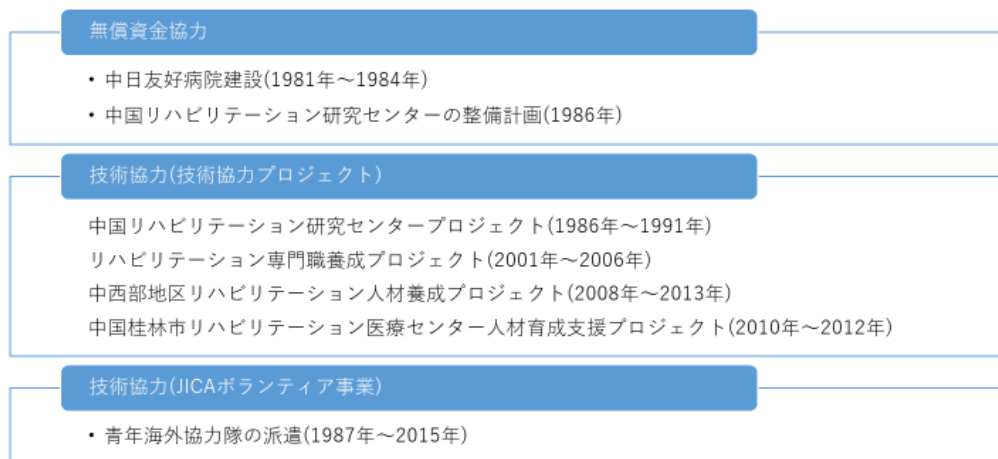 無償資金協力
• 中日友好病院建設(1981年～1984年)
• 中国リハビリテーション研究センターの整備計画(1986年)
技術協力(技術協力プロジェクト)
中国リハビリテーション研究センタープロジェクト(1986年～1991年)
リハビリテーション専門職養成プロジェクト(2001年～2006年)
中西部地区リハビリテーション人材養成プロジェクト(2008年～2013年)
中国桂林市リハビリテーション医療センター人材育成支援プロジェクト(2010年～2012年)
技術協力(JICAボランティア事業)
• 青年海外協力隊の派遣(1987年～2015年)